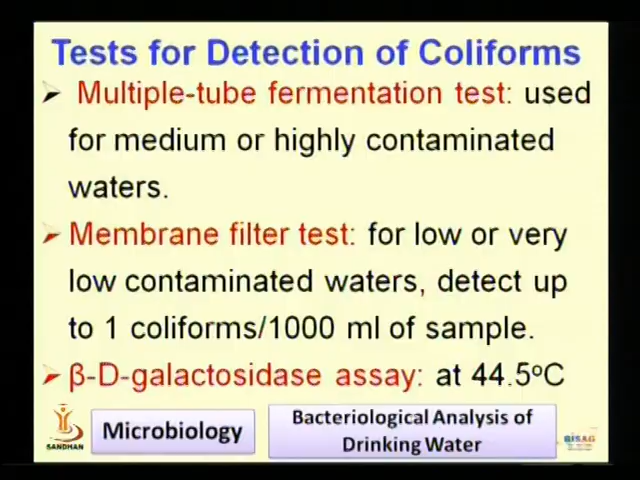 Tests for Detection of Coliforms
➢ Multiple-tube fermentation test: used
for medium or highly contaminated
waters.
➢ Membrane filter test: for low or very
low contaminated waters, detect up
to 1 coliforms/1000 ml of sample.
➢ β-D-galactosidase assay: at 44.5ºC
SANDHAN
Microbiology
Bacteriological Analysis of
Drinking Water
BISAG